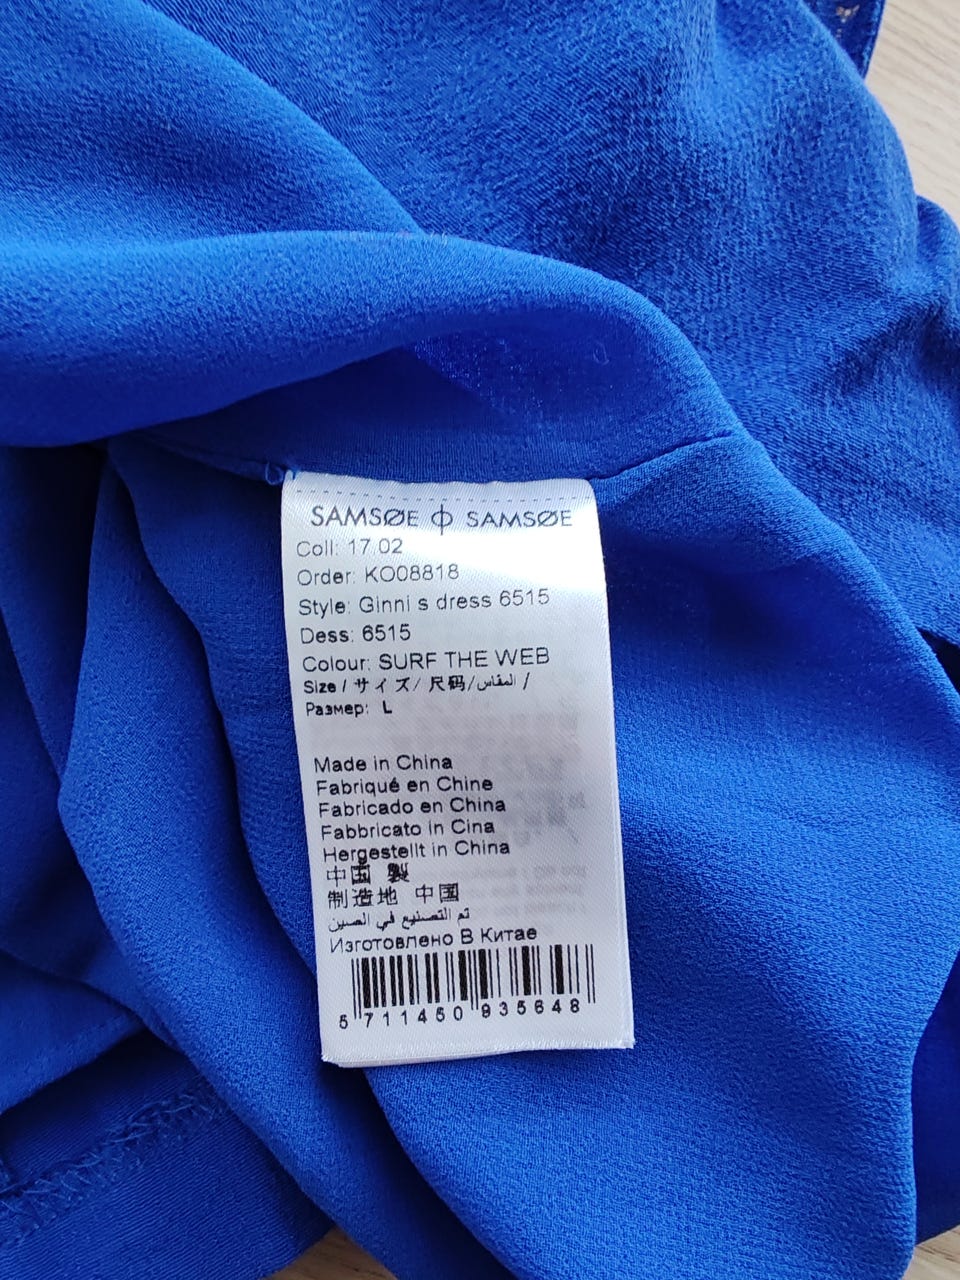 SAMSØE ϕ SAMSØE
Coll: 17.02
Order: KO08818
Style: Ginni s dress 6515
Dess: 6515
Colour: SURF THE WEB
Size / サイズ / 尺码 / المقاس /
Размер: L
Made in China
Fabriqué en Chine
Fabricado en China
Fabbricato in Cina
Hergestellt in China
中国 製
制造地 中国
تم التصنيع في الصين
Изготовлено В Китае
5 711450 935648